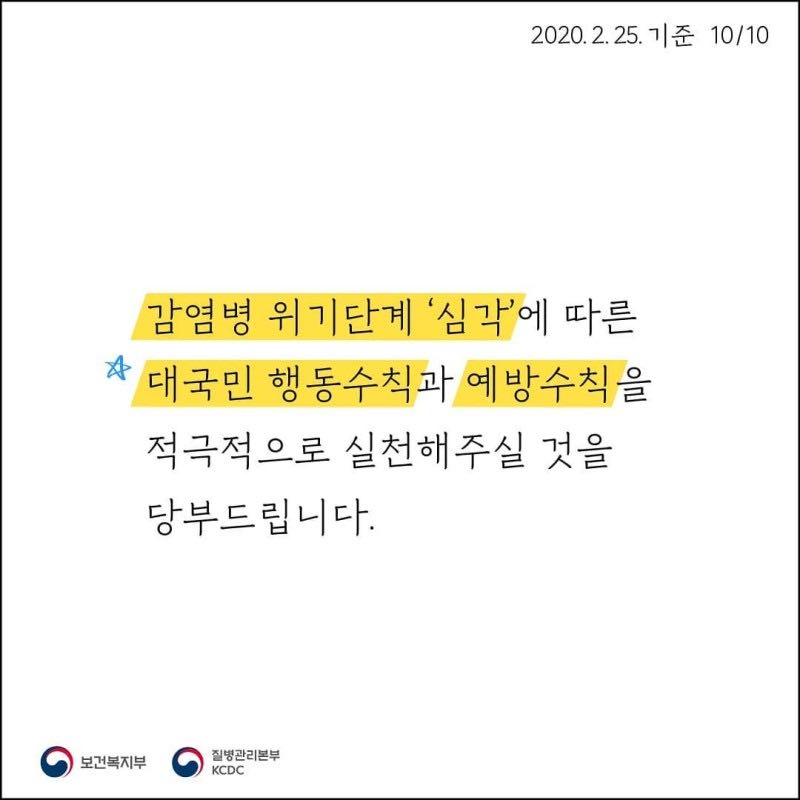 2020. 2. 25. 기준 10/10
감염병 위기단계 ‘심각’에 따른
대국민 행동수칙과 예방수칙을
적극적으로 실천해주실 것을
당부드립니다.
보건복지부
질병관리본부
KCDC